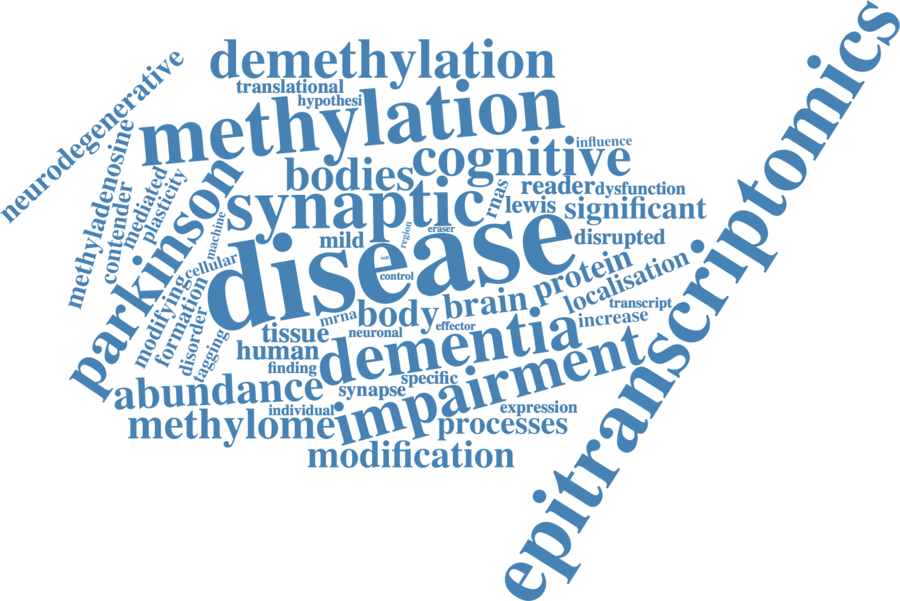 demethylation
translational
hypothesi
methylation
neurodegenerative
epitranscriptomics
influence
cognitive
bodies
methyladenosine
contender
mediated
plasticity
parkinson
synaptic
rnas
reader
dysfunction
lewis
significant
machine
mild
region
eraser
disease
cell
control
disrupted
cellular
modifying
formation
disorder
tagging
protein
localisation
transcript
increase
mrna
body
brain
effector
neuronal
tissue
human
finding
dementia
impairment
abundance
synapse
specific
individual
expression
methylome
processes
modification